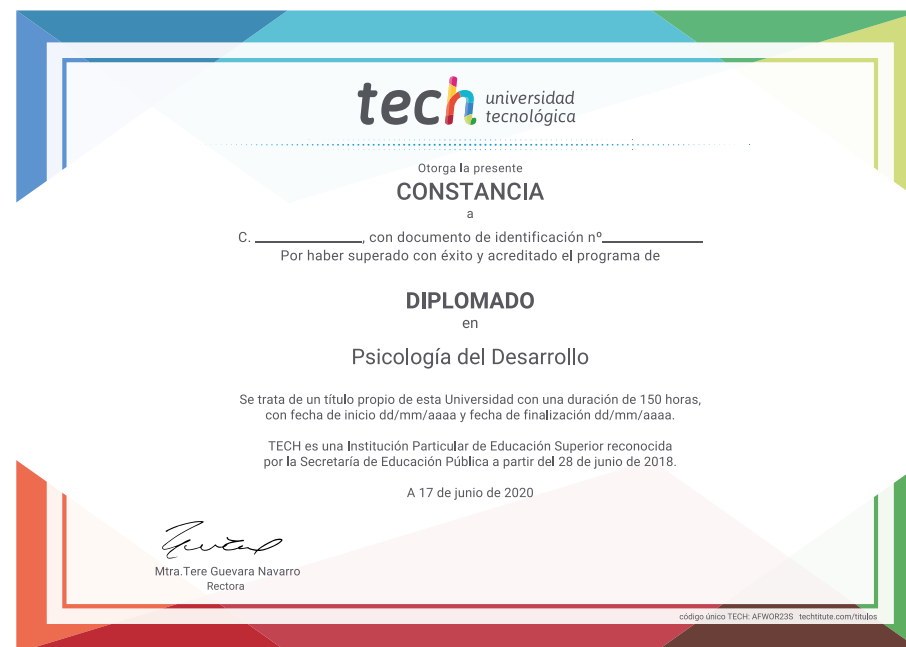 tech universidad
tecnológica
Otorga la presente
CONSTANCIA
a
C. ______________, con documento de identificación nº_____________
Por haber superado con éxito y acreditado el programa de
DIPLOMADO
en
Psicología del Desarrollo
Se trata de un título propio de esta Universidad con una duración de 150 horas,
con fecha de inicio dd/mm/aaaa y fecha de finalización dd/mm/aaaa.
TECH es una Institución Particular de Educación Superior reconocida
por la Secretaría de Educación Pública a partir del 28 de junio de 2018.
A 17 de junio de 2020
Mtra.Tere Guevara Navarro
Rectora
código único TECH: AFWOR23S techtitute.com/titulos